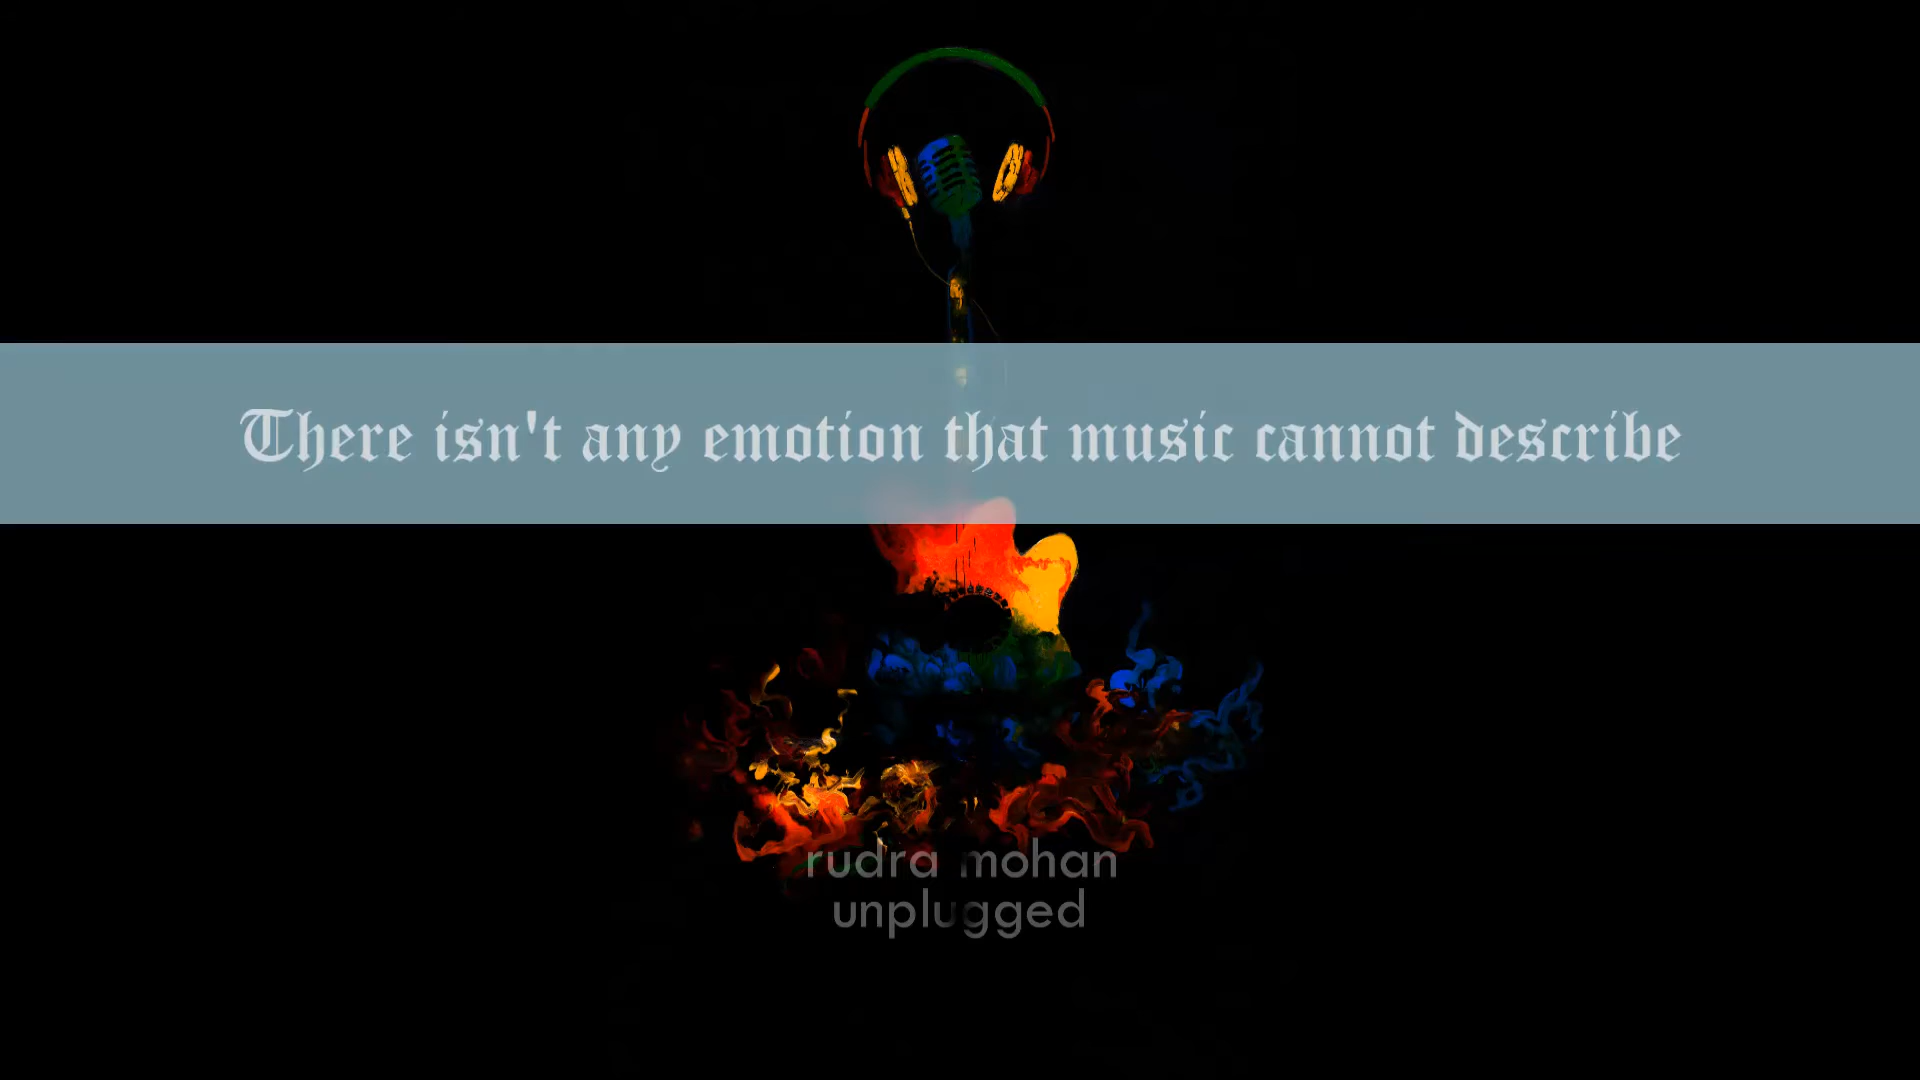 There isn't any emotion that music cannot describe
rudra mohan
unplugged